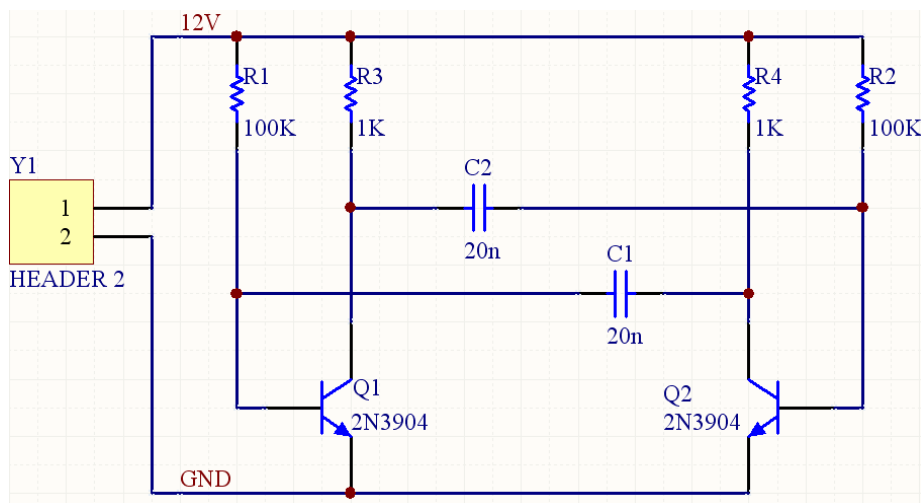 12V
R1
R3
R4
R2
100K
1K
1K
100K
Y1
C2
1
2
20n
C1
HEADER 2
20n
Q1
2N3904
Q2
2N3904
GND